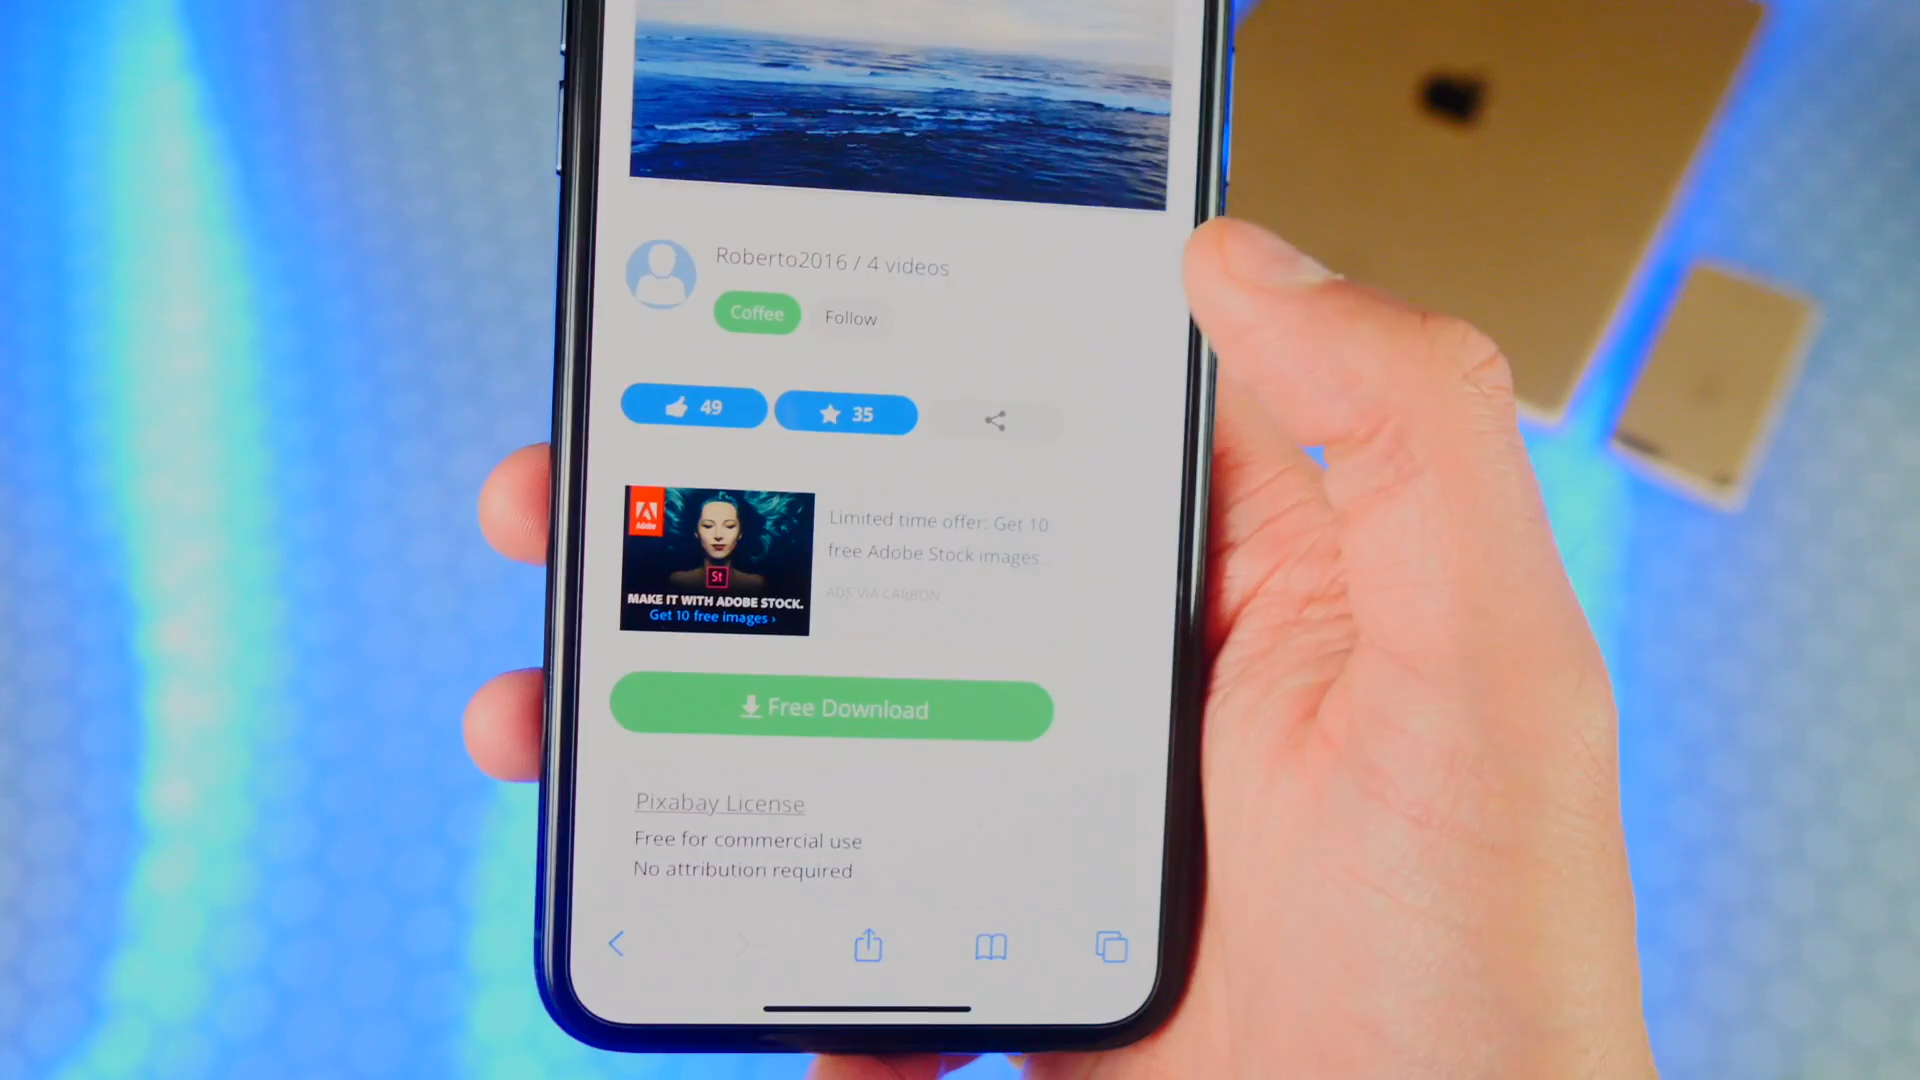 Roberto2016 / 4 videos
Coffee
Follow
49
35
Adobe
St
MAKE IT WITH ADOBE STOCK.
Get 10 free images ›
Limited time offer: Get 10
free Adobe Stock images.
ADS VIA CARBON
Free Download
Pixabay License
Free for commercial use
No attribution required